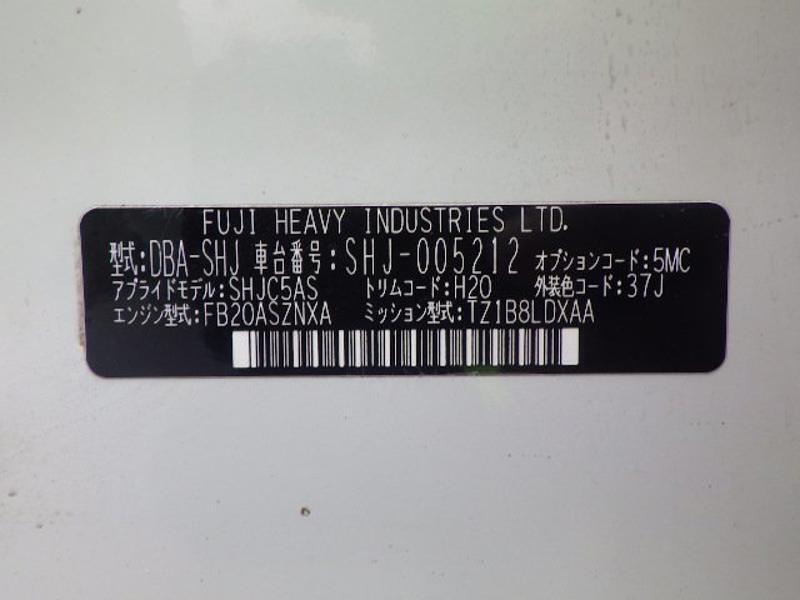 FUJI HEAVY INDUSTRIES LTD.
型式:DBA-SHJ 車台番号:SHJ-005212 オプションコード:5MC
アプライドモデル:SHJC5AS トリムコード:H20 外装色コード:37J
エンジン型式:FB20ASZNXA ミッション型式:TZ1B8LDXAA